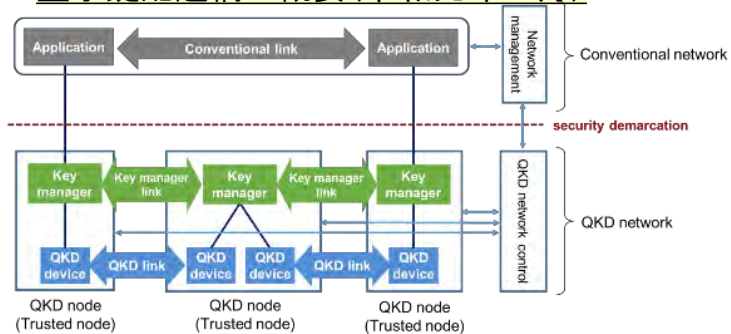 Application
Conventional link
Application
Network
management
Conventional network
security demarcation
Key
manager
Key manager
link
Key
manager
Key manager
link
Key
manager
QKD network control
QKD network
QKD
device
QKD link
QKD
device
QKD
device
QKD link
QKD
device
QKD node
(Trusted node)
QKD node
(Trusted node)
QKD node
(Trusted node)